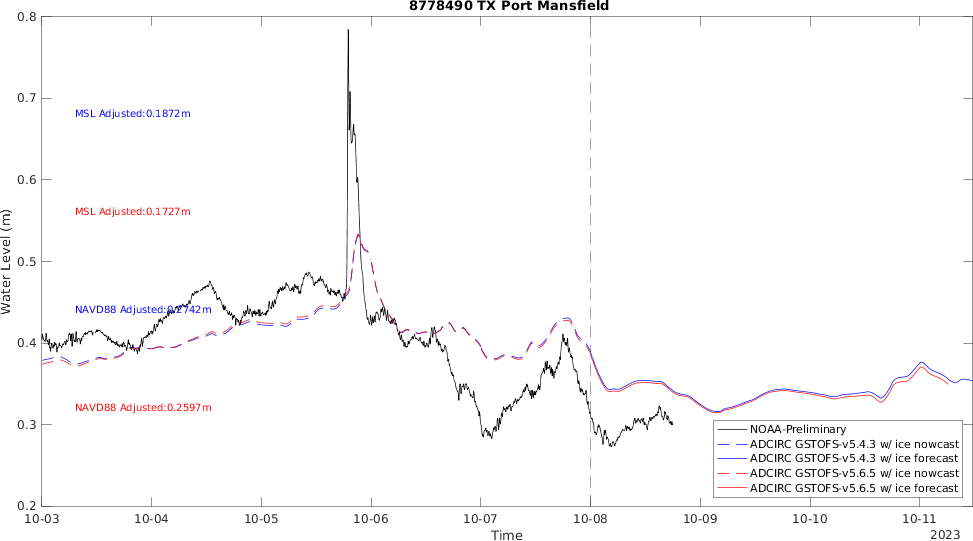 8778490 TX Port Mansfield
0.8
0.7
0.6
0.5
0.4
0.3
0.2
Water Level (m)
MSL Adjusted:0.1872m
MSL Adjusted:0.1727m
NAVD88 Adjusted:0.2742m
NAVD88 Adjusted:0.2597m
NOAA-Preliminary
ADCIRC GSTOFS-v5.4.3 w/ ice nowcast
ADCIRC GSTOFS-v5.4.3 w/ ice forecast
ADCIRC GSTOFS-v5.6.5 w/ ice nowcast
ADCIRC GSTOFS-v5.6.5 w/ ice forecast
10-03 10-04 10-05 10-06 10-07 10-08 10-09 10-10 10-11
Time
2023